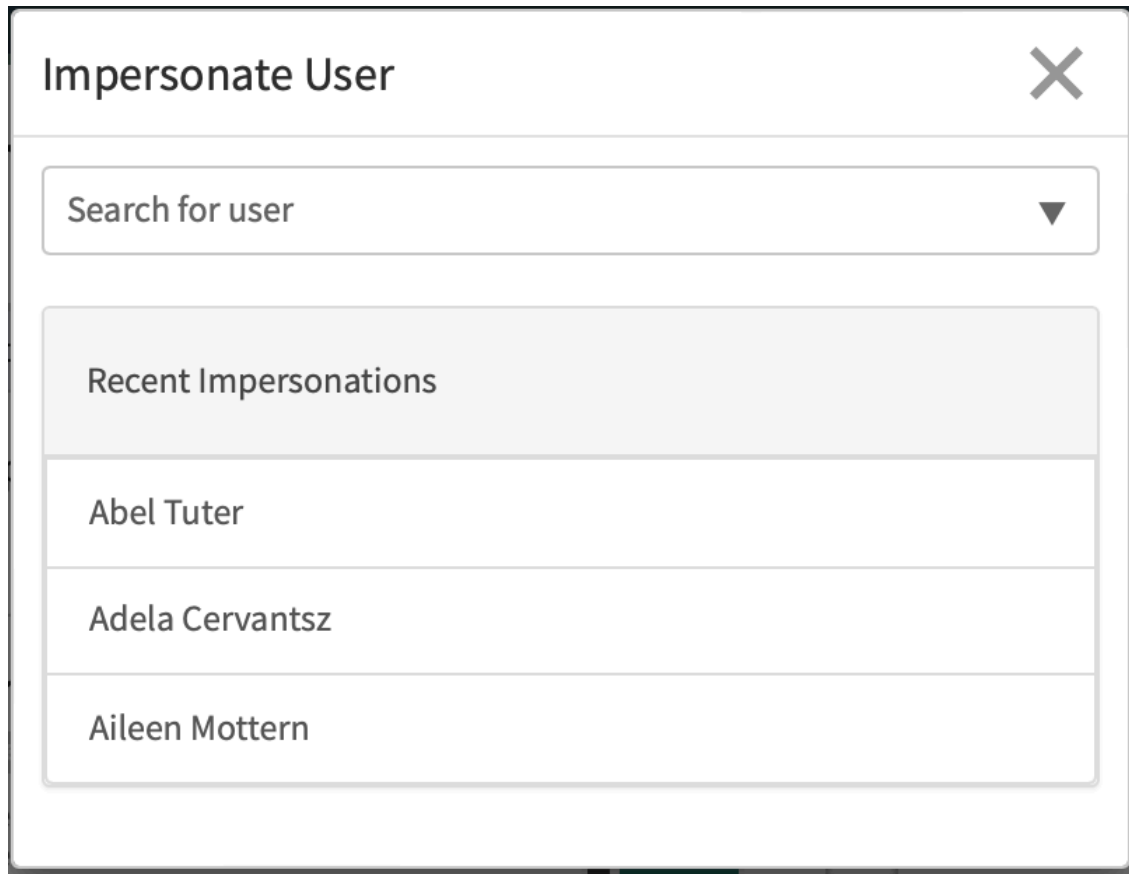 Impersonate User
Search for user
Recent Impersonations
Abel Tuter
Adela Cervantsz
Aileen Mottern